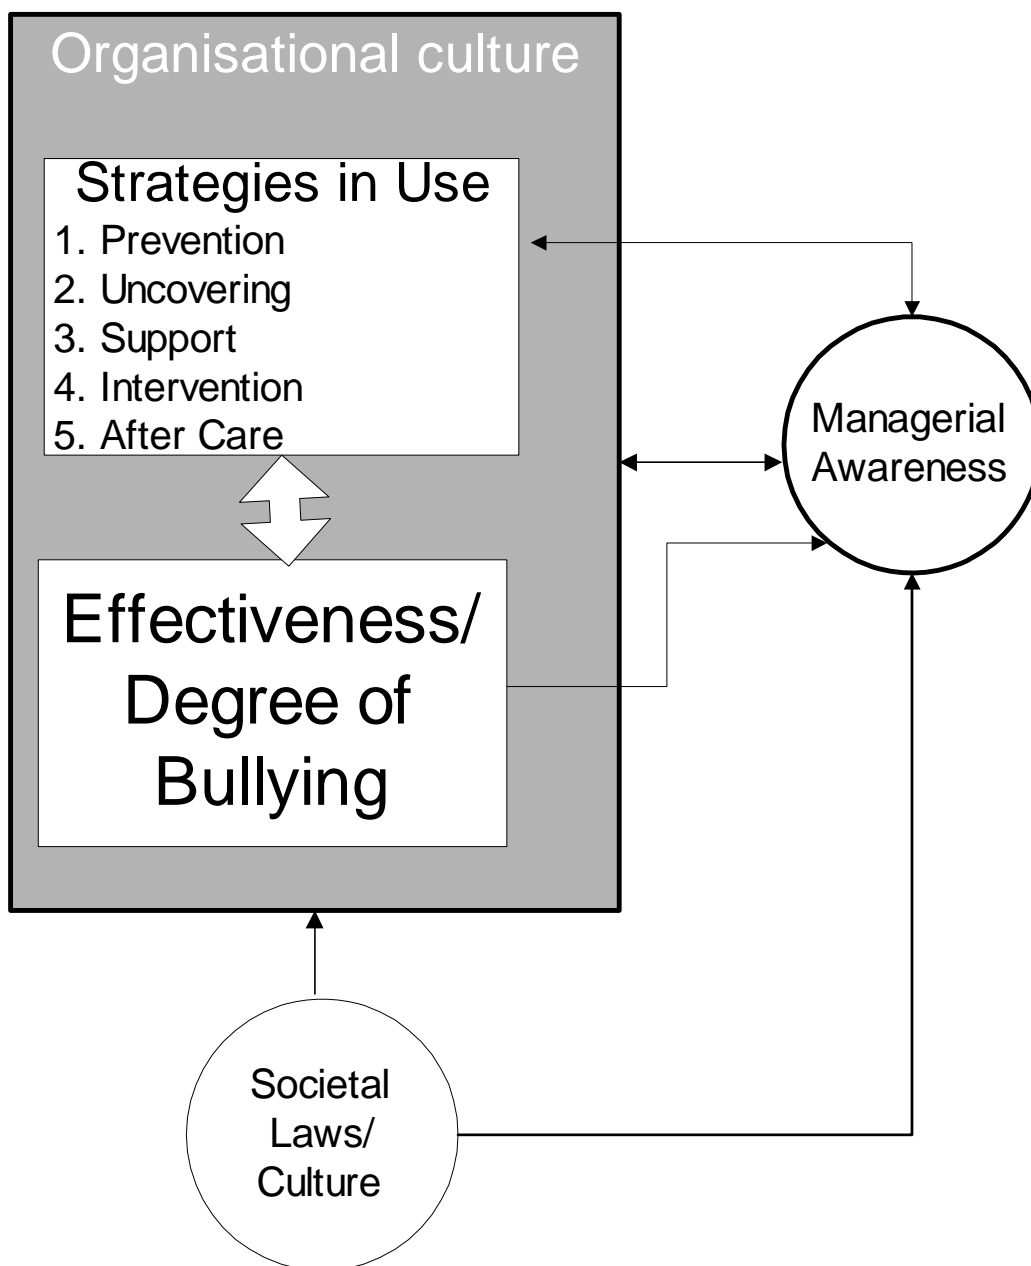 Organisational culture
Strategies in Use
1. Prevention
2. Uncovering
3. Support
4. Intervention
5. After Care
Managerial
Awareness
Effectiveness/
Degree of
Bullying
Societal
Laws/
Culture